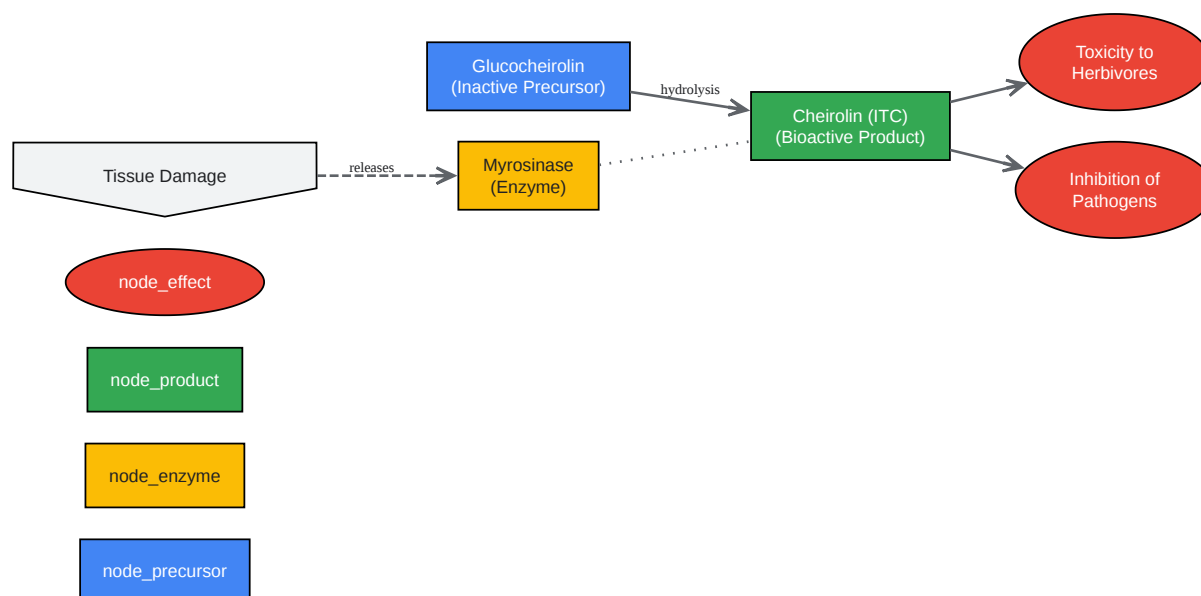 Glucocheirolin
(Inactive Precursor)
hydrolysis
Toxicity to
Herbivores
Cheirolin (ITC)
(Bioactive Product)
Tissue Damage
releases
Myrosinase
(Enzyme)
Inhibition of
Pathogens
node_effect
node_product
node_enzyme
node_precursor